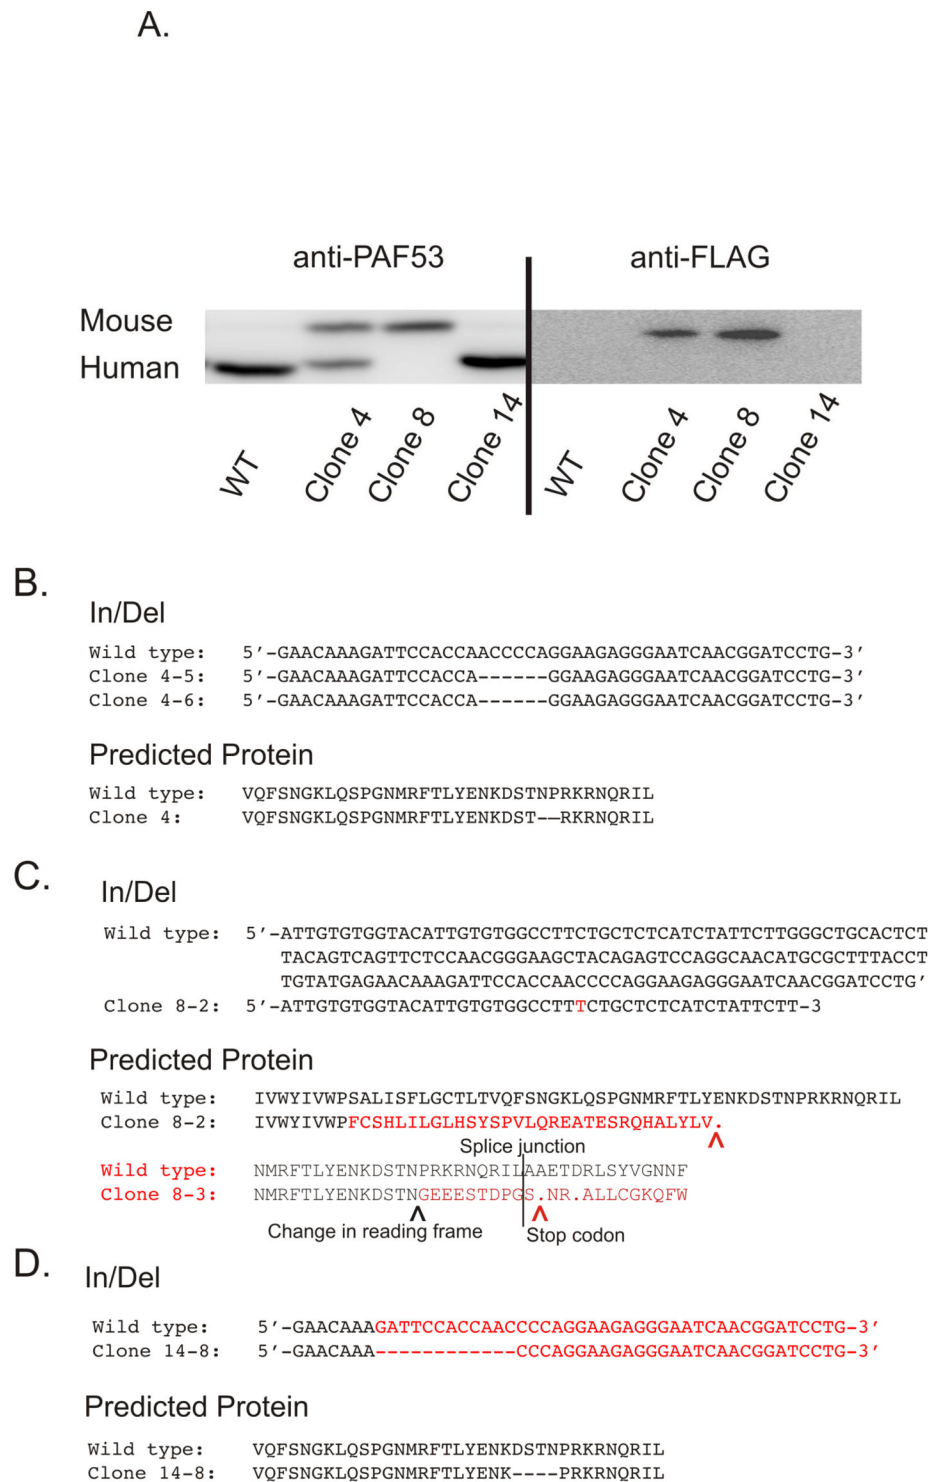 A.
anti-PAF53
anti-FLAG
Mouse
Human
WT
Clone 4
Clone 8
Clone 14
WT
Clone 4
Clone 8
Clone 14
B.
In/Del
Wild type: 5’-GAACAAAGATTCCACCAACCCCAGGAAGAGGGAATCAACGGATCCTG-3’
Clone 4-5: 5’-GAACAAAGATTCCACCA------GGAAGAGGGAATCAACGGATCCTG-3’
Clone 4-6: 5’-GAACAAAGATTCCACCA------GGAAGAGGGAATCAACGGATCCTG-3’
Predicted Protein
Wild type: VQFSNGKLQSPGNMRFTLYENKDSTNPRKRNQRIL
Clone 4: VQFSNGKLQSPGNMRFTLYENKDST-—RKRNQRIL
C.
In/Del
Wild type: 5’-ATTGTGTGGTACATTGTGTGGCCTTCTGCTCTCATCTATTCTTGGGCTGCACTCT
TACAGTCAGTTCTCCAACGGGAAGCTACAGAGTCCAGGCAACATGCGCTTTACCT
TGTATGAGAACAAAGATTCCACCAACCCCAGGAAGAGGGAATCAACGGATCCTG’
Clone 8-2: 5’-ATTGTGTGGTACATTGTGTGGCCTTTCTGCTCTCATCTATTCTT-3
Predicted Protein
Wild type: IVWYIVWPSALISFLGCTLTVQFSNGKLQSPGNMRFTLYENKDSTNPRKRNQRIL
Clone 8-2: IVWYIVWPFCSHLILGLHSYSPVLQREATESRQHALYLV.
^
Splice junction
Wild type: NMRFTLYENKDSTNPRKRNQRILAAETDRLSYVGNNF
Clone 8-3: NMRFTLYENKDSTNGEEESTDPGS.NR.ALLCGKQFW
^ ^
Change in reading frame
Stop codon
D.
In/Del
Wild type: 5’-GAACAAAGATTCCACCAACCCCAGGAAGAGGGAATCAACGGATCCTG-3’
Clone 14-8: 5’-GAACAAA------------CCCAGGAAGAGGGAATCAACGGATCCTG-3’
Predicted Protein
Wild type: VQFSNGKLQSPGNMRFTLYENKDSTNPRKRNQRIL
Clone 14-8: VQFSNGKLQSPGNMRFTLYENK----PRKRNQRIL